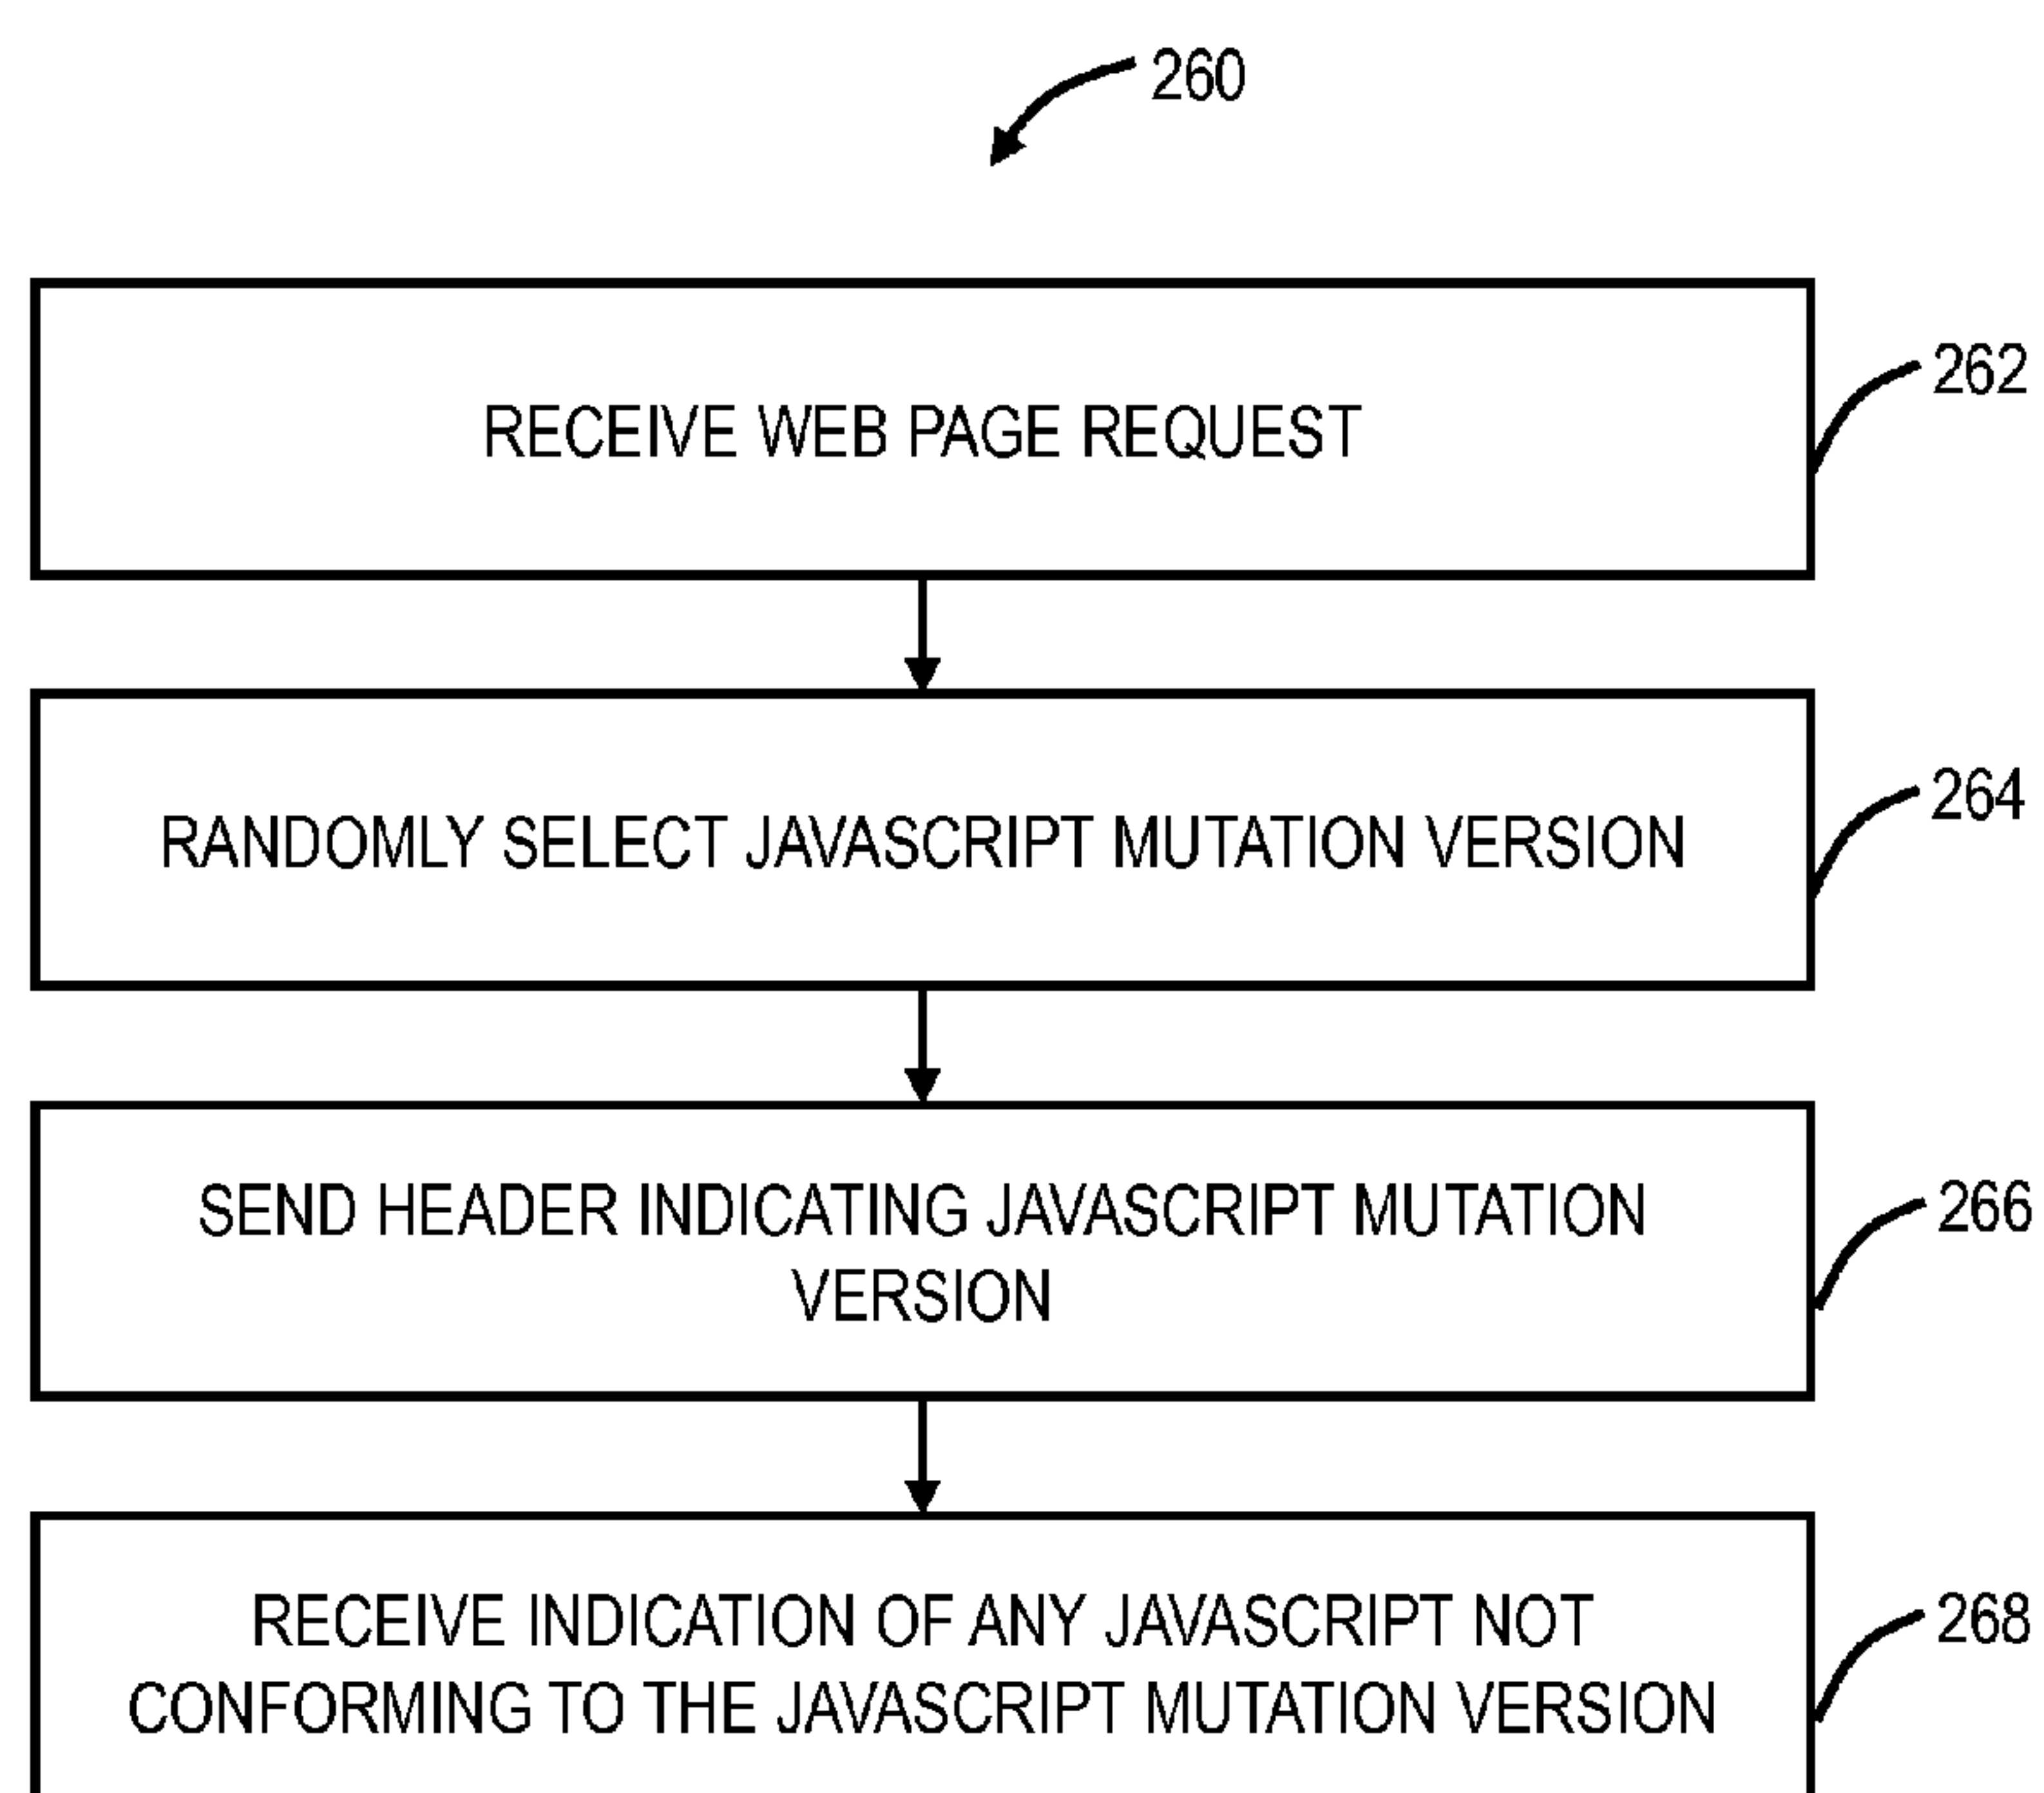 260
RECEIVE WEB PAGE REQUEST
262
RANDOMLY SELECT JAVASCRIPT MUTATION VERSION
264
SEND HEADER INDICATING JAVASCRIPT MUTATION
VERSION
266
RECEIVE INDICATION OF ANY JAVASCRIPT NOT
CONFORMING TO THE JAVASCRIPT MUTATION VERSION
268